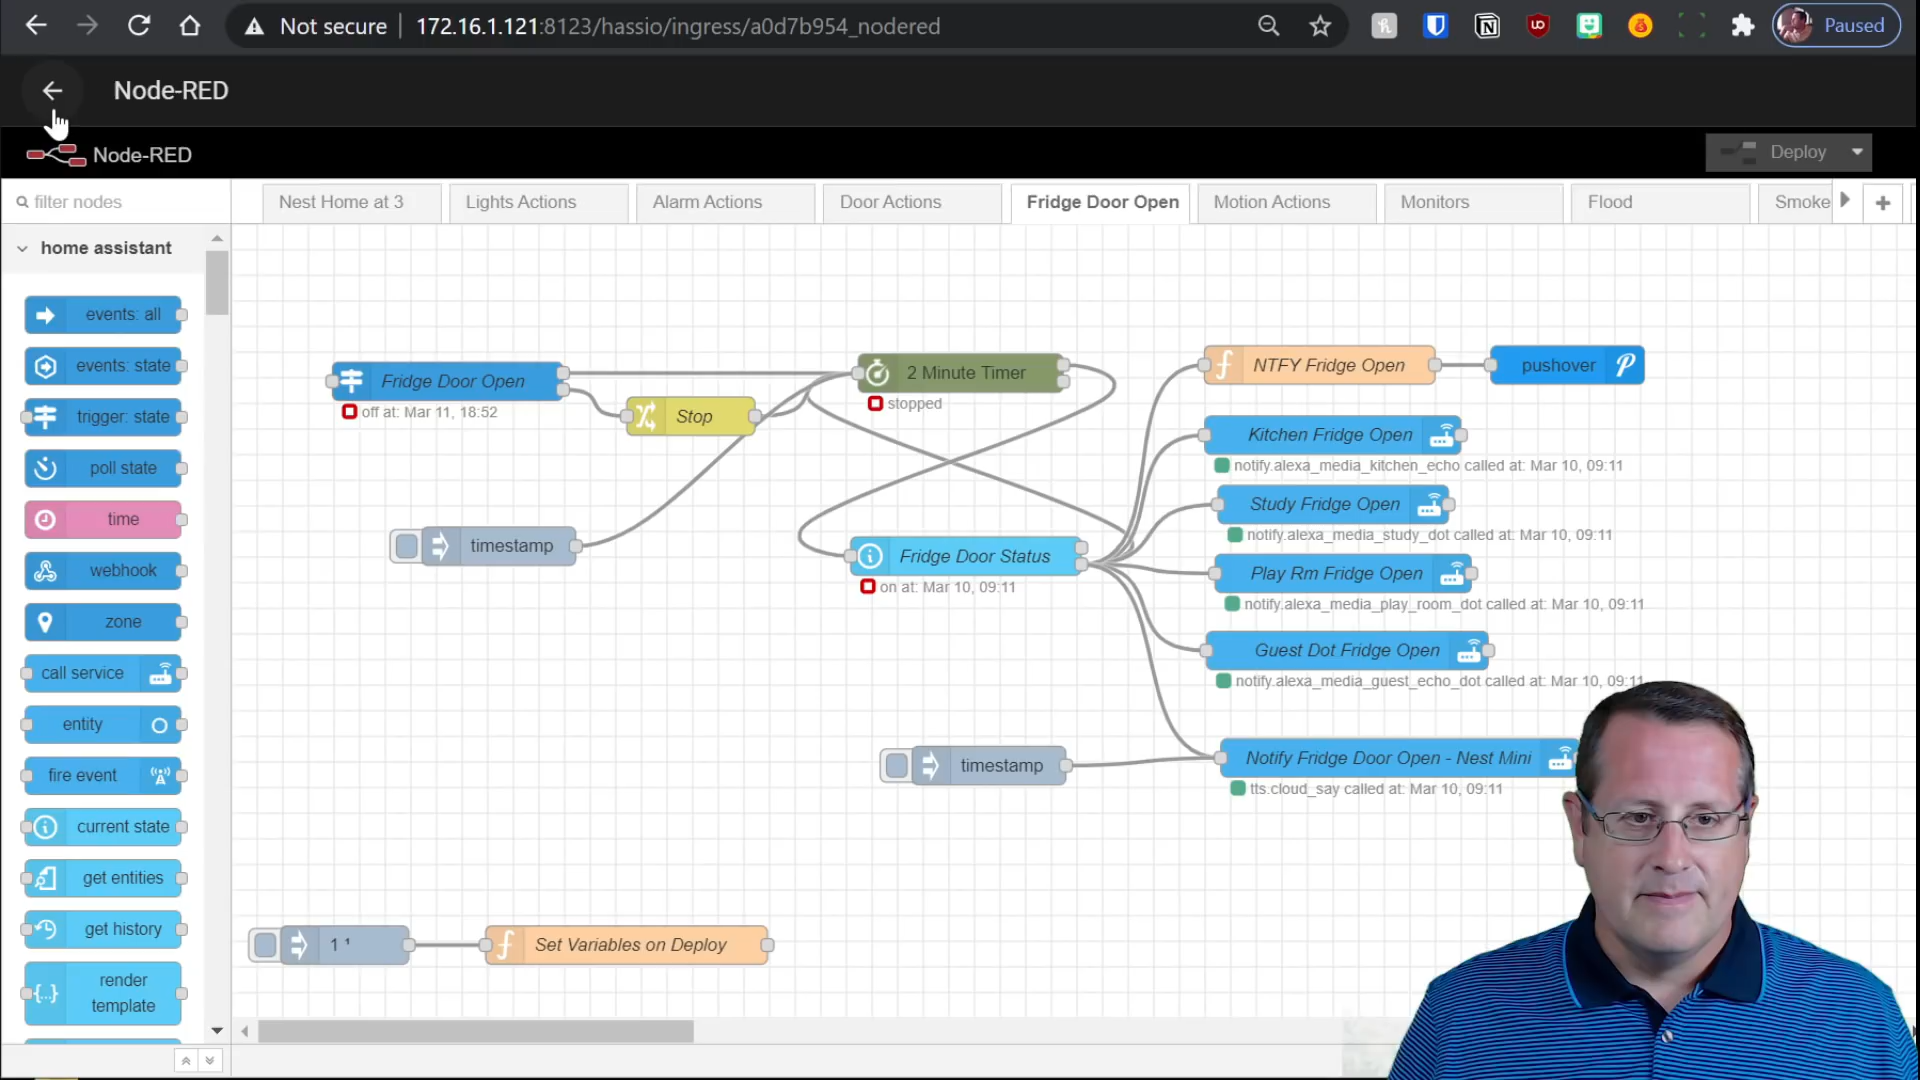 Not secure
172.16.1.121:8123/hassio/ingress/a0d7b954_nodered
Paused
Node-RED
Node-RED
Deploy
filter nodes
Nest Home at 3
Lights Actions
Alarm Actions
Door Actions
Fridge Door Open
Motion Actions
Monitors
Flood
Smoke
home assistant
events: all
events: state
trigger: state
poll state
time
webhook
zone
call service
entity
fire event
current state
get entities
get history
render
template
Fridge Door Open
off at: Mar 11, 18:52
Stop
2 Minute Timer
stopped
timestamp
Fridge Door Status
on at: Mar 10, 09:11
NTFY Fridge Open
pushover
Kitchen Fridge Open
notify.alexa_media_kitchen_echo called at: Mar 10, 09:11
Study Fridge Open
notify.alexa_media_study_dot called at: Mar 10, 09:11
Play Rm Fridge Open
notify.alexa_media_play_room_dot called at: Mar 10, 09:11
Guest Dot Fridge Open
notify.alexa_media_guest_echo_dot called at: Mar 10, 09:11
timestamp
Notify Fridge Door Open - Nest Mini
tts.cloud_say called at: Mar 10, 09:11
1 ¹
Set Variables on Deploy